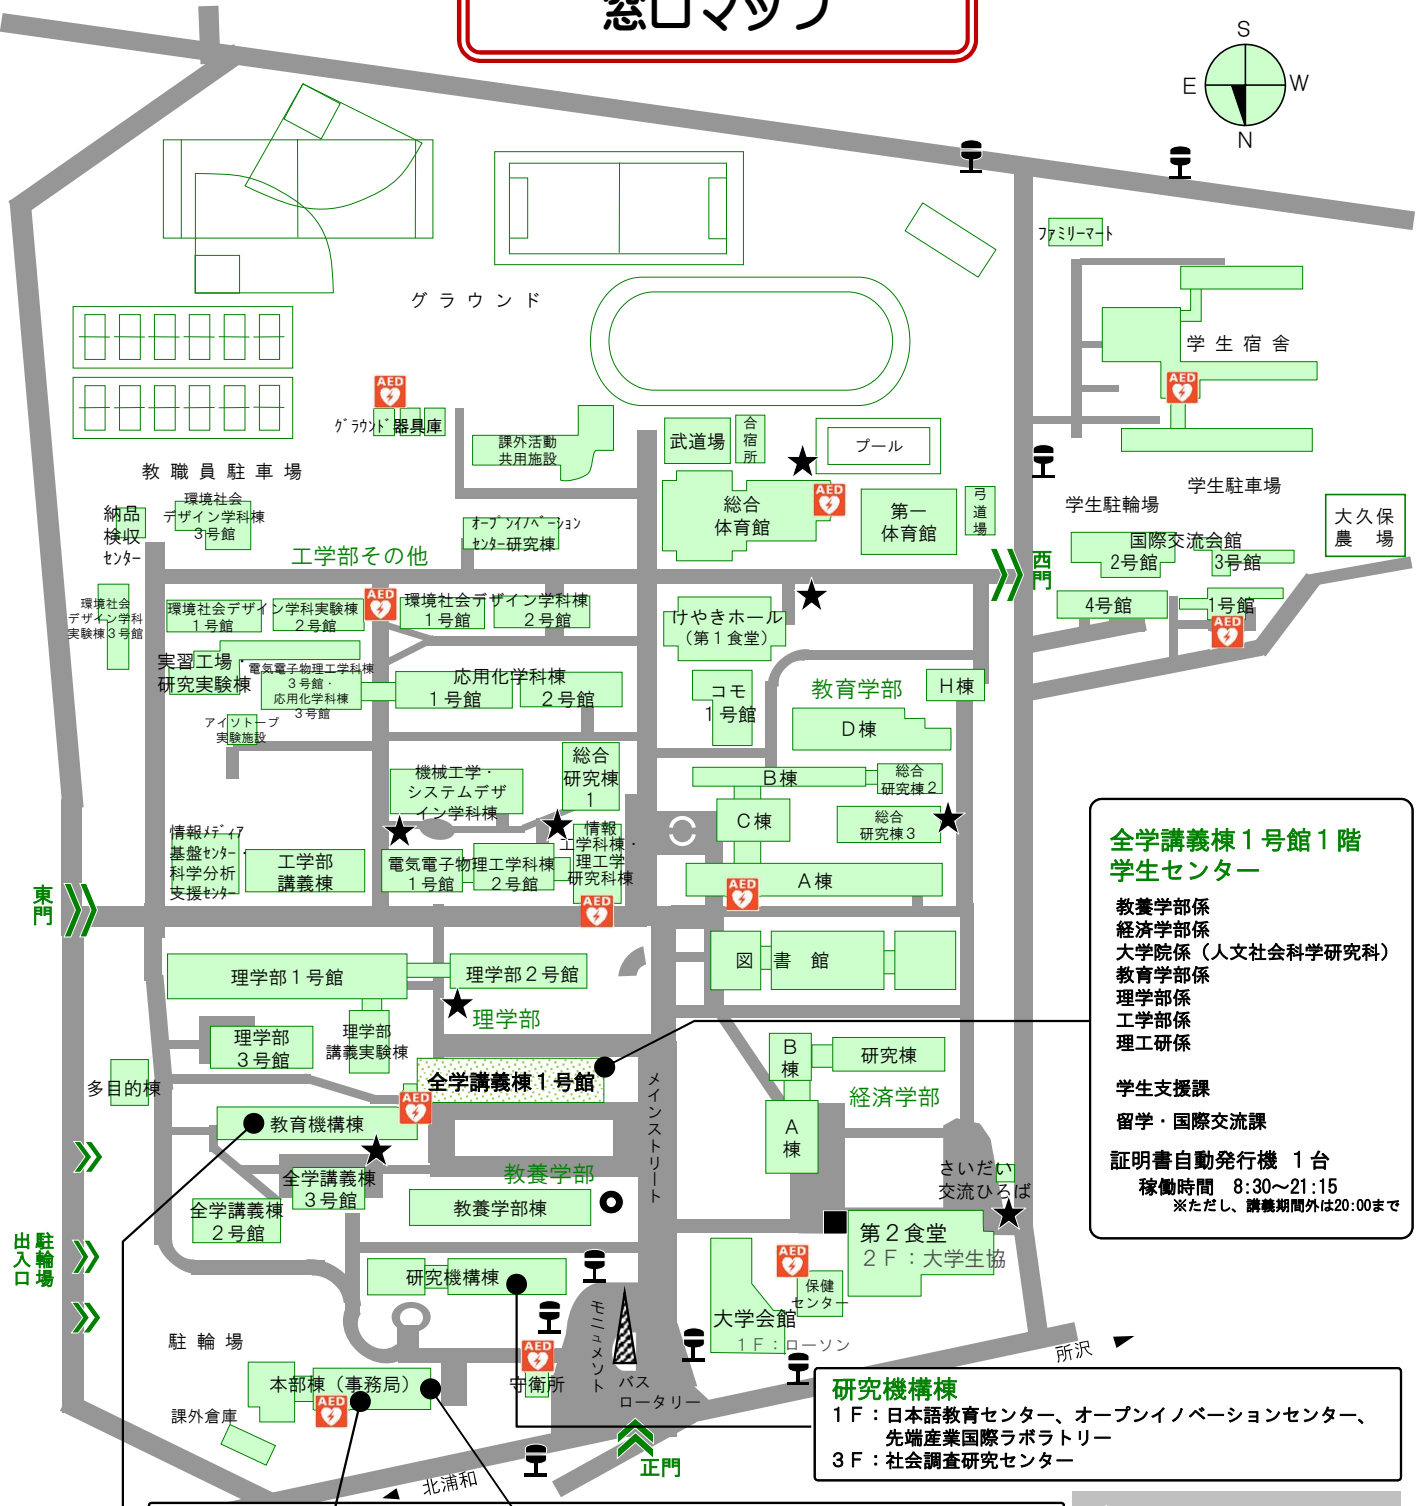 窓口マップ
S
E
W
N
ファミリーマート
学生宿舎
グラウンド
AED
AED
グラウンド器具庫
課外活動
共用施設
武道場
合宿所
プール
教職員駐車場
環境社会
デザイン学科棟
3号館
納品
検収
センター
総合
体育館
AED
第一
体育館
弓道場
学生駐輪場
学生駐車場
大久保
農　場
オープンイノベーション
センター研究棟
工学部その他
西門
国際交流会館
2号館
3号館
4号館
1号館
AED
環境社会
デザイン学科
実験棟3号館
環境社会デザイン学科実験棟
1号館
2号館
AED
環境社会デザイン学科棟
1号館
2号館
けやきホール
（第1食堂）
実習工場・
研究実験棟
電気電子物理工学科棟
3号館・
応用化学科棟
3号館
応用化学科棟
1号館
2号館
コモ
1号館
教育学部
H棟
D棟
アイソトープ
実験施設
機械工学・
システムデザ
イン学科棟
総合
研究棟
1
B棟
総合
研究棟2
C棟
総合
研究棟3
情報メディア
基盤センター・
科学分析
支援センター
工学部
講義棟
電気電子物理工学科棟
1号館
2号館
情報
工学科棟・
理工学
研究科棟
A棟
AED
AED
東門
図書館
理学部1号館
理学部2号館
理学部
理学部
3号館
理学部
講義実験棟
全学講義棟1号館
AED
多目的棟
教育機構棟
メインストリート
B棟
研究棟
経済学部
A棟
全学講義棟
3号館
教養学部
教養学部棟
全学講義棟
2号館
さいだい
交流ひろば
第2食堂
2F：大学生協
駐輪場
出入口
研究機構棟
AED
保健
センター
大学会館
1F：ローソン
モニュメント
駐輪場
AED
守衛所
バス
ロータリー
本部棟（事務局）
AED
課外倉庫
正門
北浦和
所沢
全学講義棟1号館1階
学生センター
教養学部係
経済学部係
大学院係（人文社会科学研究科）
教育学部係
理学部係
工学部係
理工研係
学生支援課
留学・国際交流課
証明書自動発行機 1台
稼働時間　8:30～21:15
※ただし、講義期間外は20:00まで
研究機構棟
1F：日本語教育センター、オープンイノベーションセンター、
先端産業国際ラボラトリー
3F：社会調査研究センター